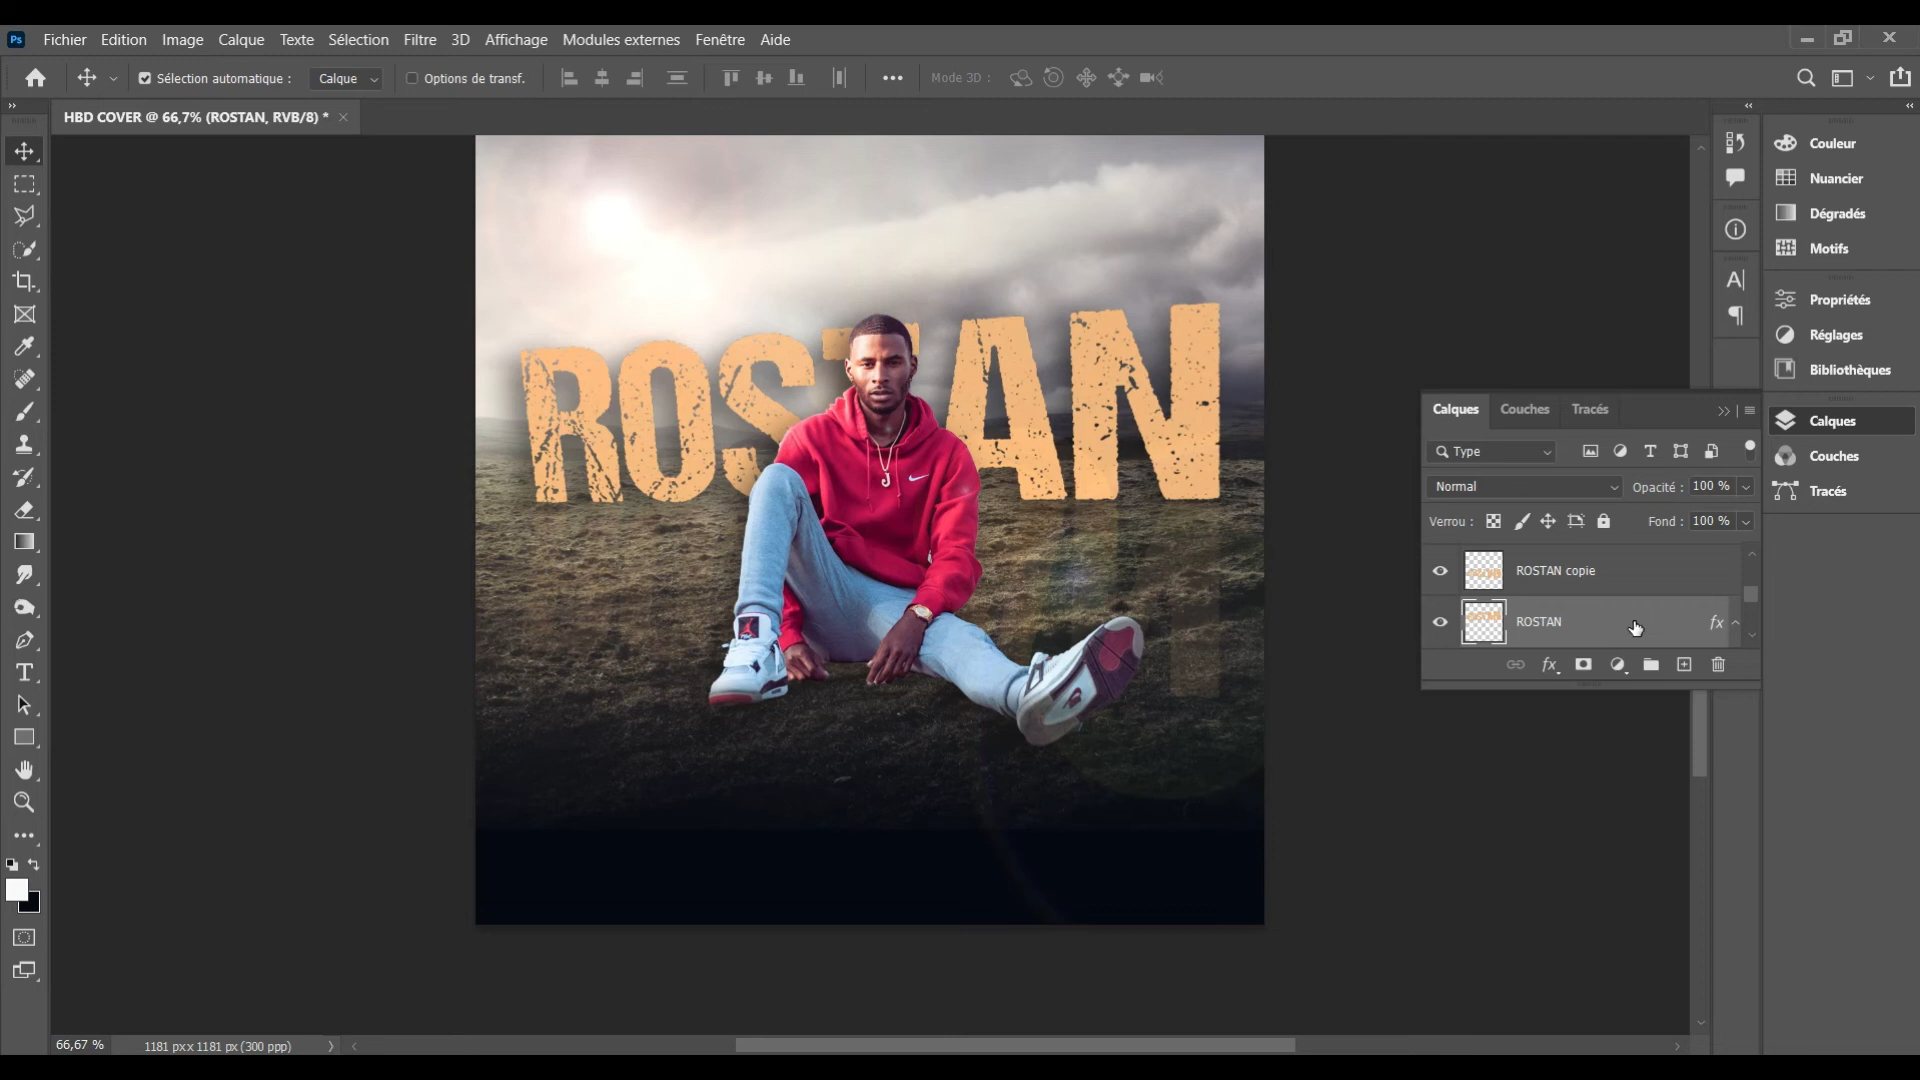 Ps Fichier Edition Image Calque Texte Sélection Filtre 3D Affichage Modules externes Fenêtre Aide
Sélection automatique : Calque Options de transf. Mode 3D :
HBD COVER @ 66,7% (ROSTAN, RVB/8) *
ROSTAN
J
Couleur
Nuancier
Dégradés
Motifs
Propriétés
Réglages
Bibliothèques
Calques
Couches
Tracés
Calques Couches Tracés
Type
Normal Opacité : 100 %
Verrou : Fond : 100 %
ROSTAN copie
ROSTAN fx
fx
66,67 % 1181 px x 1181 px (300 ppp)